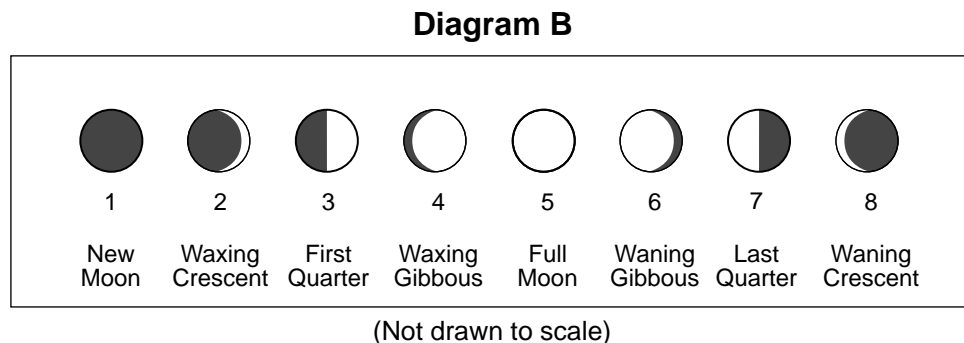 Diagram B
1 2 3 4 5 6 7 8
New Waxing First Waxing Full Waning Last Waning
Moon Crescent Quarter Gibbous Moon Gibbous Quarter Crescent
(Not drawn to scale)